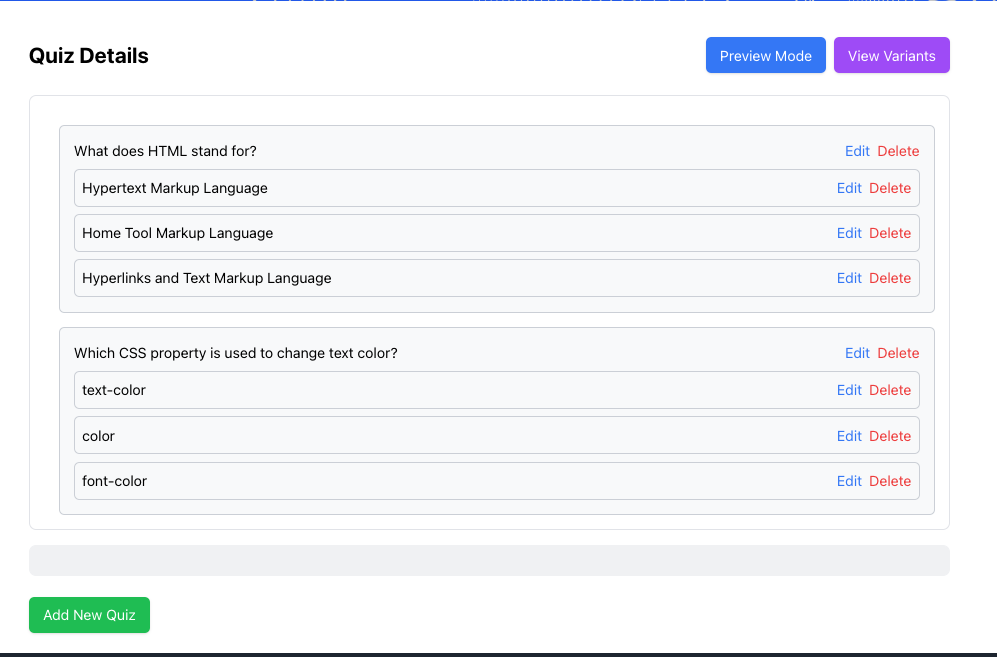 Quiz Details
Preview Mode
View Variants
What does HTML stand for?
Edit Delete
Hypertext Markup Language
Edit Delete
Home Tool Markup Language
Edit Delete
Hyperlinks and Text Markup Language
Edit Delete
Which CSS property is used to change text color?
Edit Delete
text-color
Edit Delete
color
Edit Delete
font-color
Edit Delete
Add New Quiz